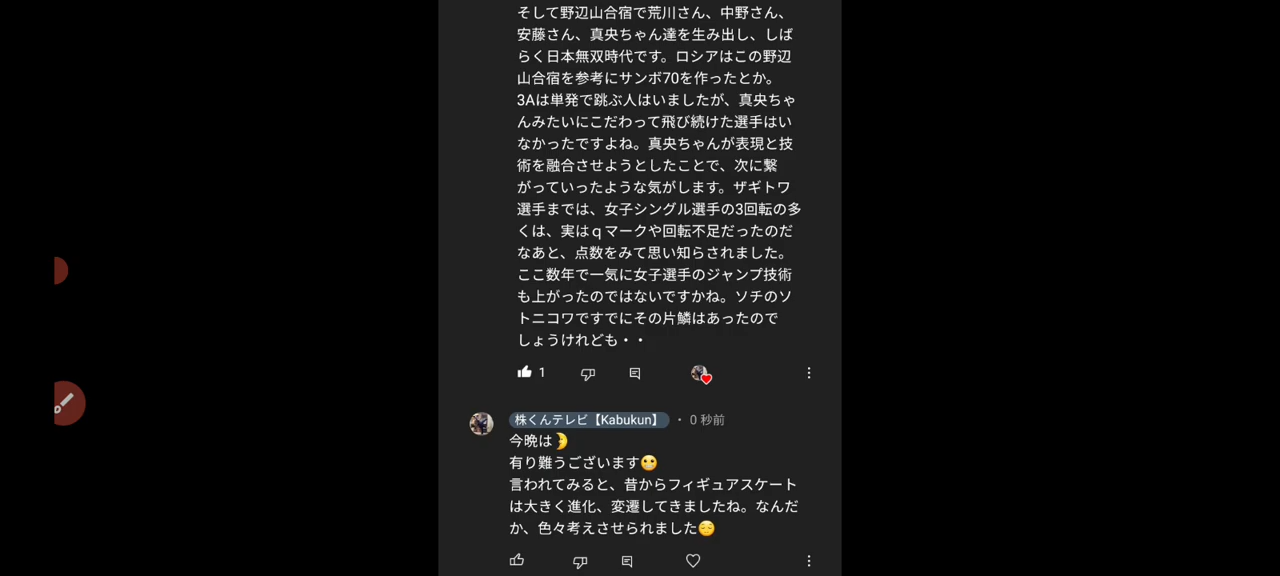 そして野辺山合宿で荒川さん、中野さん、
安藤さん、真央ちゃん達を生み出し、しば
らく日本無双時代です。ロシアはこの野辺
山合宿を参考にサンボ70を作ったとか。
3Aは単発で跳ぶ人はいましたが、真央ちゃ
んみたいにこだわって飛び続けた選手はい
なかったですよね。真央ちゃんが表現と技
術を融合させようとしたことで、次に繋
がっていったような気がします。ザギトワ
選手までは、女子シングル選手の3回転の多
くは、実はｑマークや回転不足だったのだ
なあと、点数をみて思い知らされました。
ここ数年で一気に女子選手のジャンプ技術
も上がったのではないですかね。ソチのソ
トニコワですでにその片鱗はあったので
しょうけれども・・
1
株くんテレビ【Kabukun】 ・ 0 秒前
今晩は🌛
有り難うございます😬
言われてみると、昔からフィギュアスケート
は大きく進化、変遷してきましたね。なんだ
か、色々考えさせられました😌